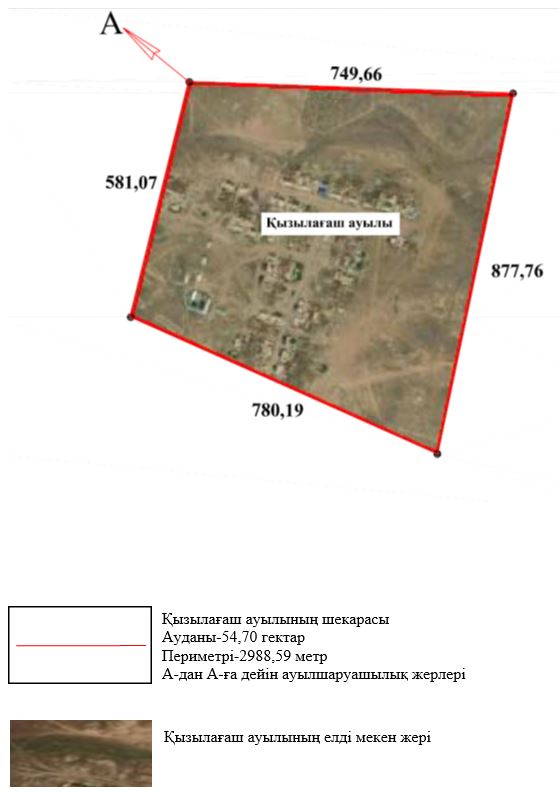 А
749,66
581,07
Қызылағаш ауылы
877,76
780,19
Қызылағаш ауылының шекарасы
Ауданы-54,70 гектар
Периметрі-2988,59 метр
А-дан А-ға дейін ауылшаруашылық жерлері
Қызылағаш ауылының елді мекен жері